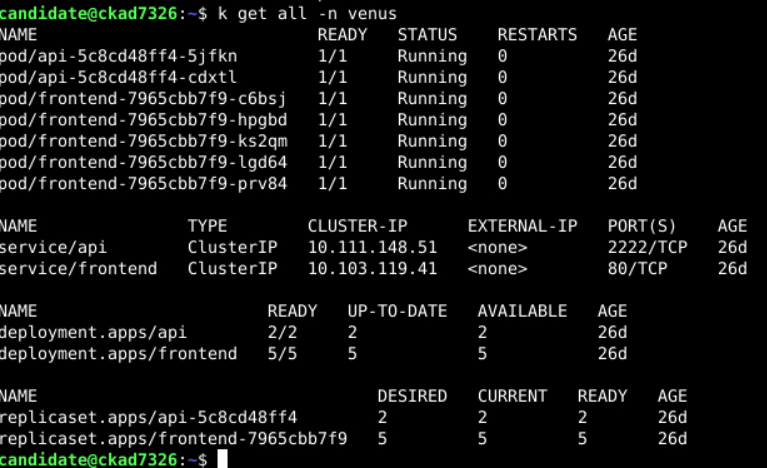 candidate@ckad7326:~$ k get all -n venus
NAME READY STATUS RESTARTS AGE
pod/api-5c8cd48ff4-5jfkn 1/1 Running 0 26d
pod/api-5c8cd48ff4-cdxtl 1/1 Running 0 26d
pod/frontend-7965cbb7f9-c6bsj 1/1 Running 0 26d
pod/frontend-7965cbb7f9-hpgbd 1/1 Running 0 26d
pod/frontend-7965cbb7f9-ks2qm 1/1 Running 0 26d
pod/frontend-7965cbb7f9-lgd64 1/1 Running 0 26d
pod/frontend-7965cbb7f9-prv84 1/1 Running 0 26d
NAME TYPE CLUSTER-IP EXTERNAL-IP PORT(S) AGE
service/api ClusterIP 10.111.148.51 <none> 2222/TCP 26d
service/frontend ClusterIP 10.103.119.41 <none> 80/TCP 26d
NAME READY UP-TO-DATE AVAILABLE AGE
deployment.apps/api 2/2 2 2 26d
deployment.apps/frontend 5/5 5 5 26d
NAME DESIRED CURRENT READY AGE
replicaset.apps/api-5c8cd48ff4 2 2 2 26d
replicaset.apps/frontend-7965cbb7f9 5 5 5 26d
candidate@ckad7326:~$